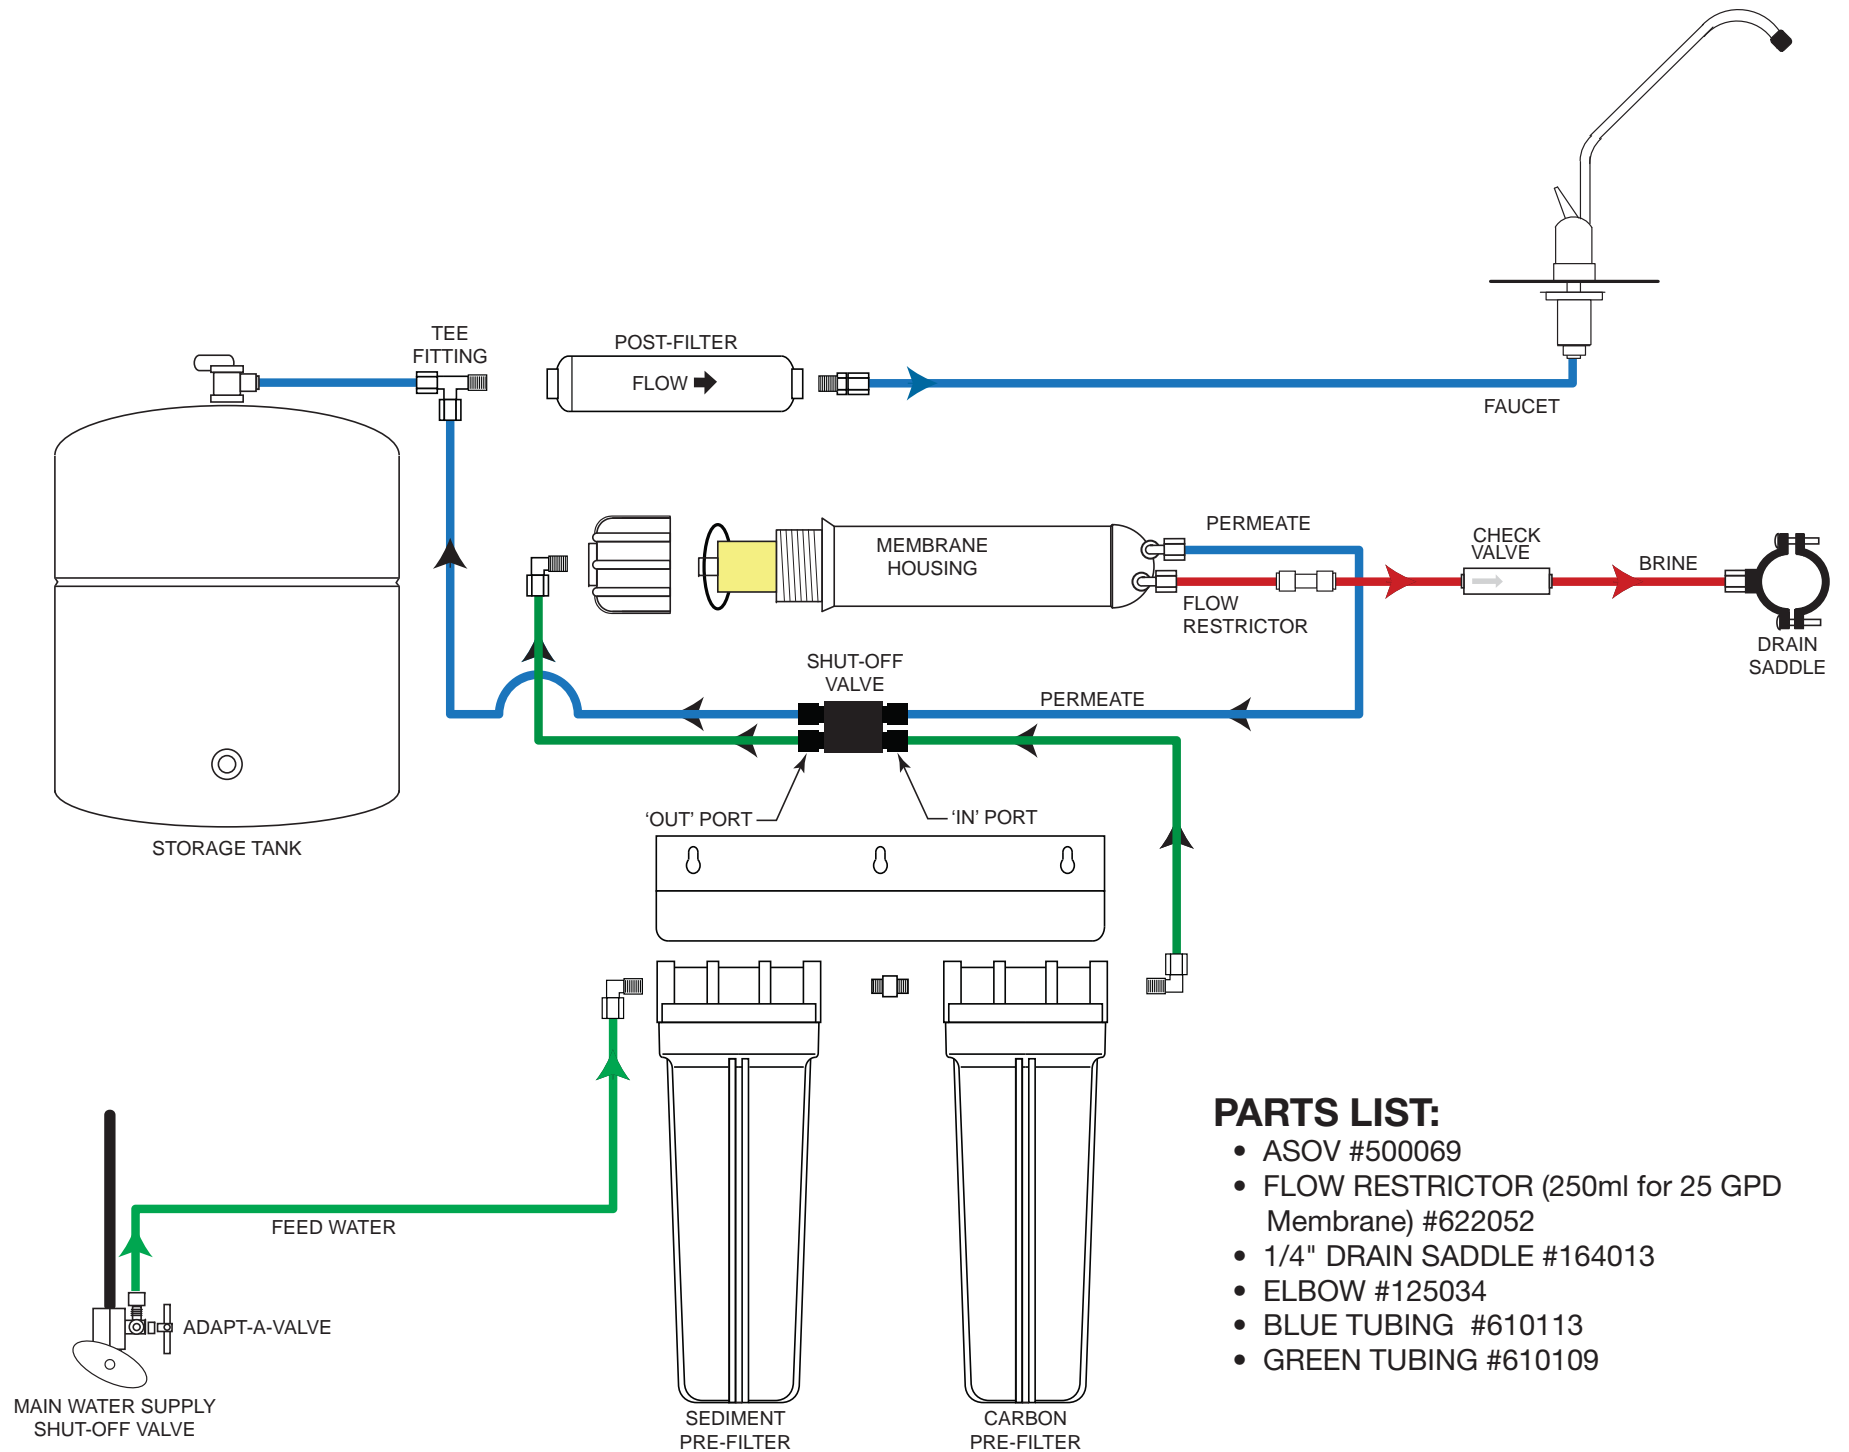 TEE
FITTING
POST-FILTER
FLOW
FAUCET
MEMBRANE
HOUSING
PERMEATE
FLOW
RESTRICTOR
CHECK
VALVE
BRINE
DRAIN
SADDLE
SHUT-OFF
VALVE
PERMEATE
‘OUT’ PORT
‘IN’ PORT
STORAGE TANK
FEED WATER
ADAPT-A-VALVE
MAIN WATER SUPPLY
SHUT-OFF VALVE
SEDIMENT
PRE-FILTER
CARBON
PRE-FILTER
PARTS LIST:
• ASOV #500069
• FLOW RESTRICTOR (250ml for 25 GPD
Membrane) #622052
• 1/4" DRAIN SADDLE #164013
• ELBOW #125034
• BLUE TUBING #610113
• GREEN TUBING #610109